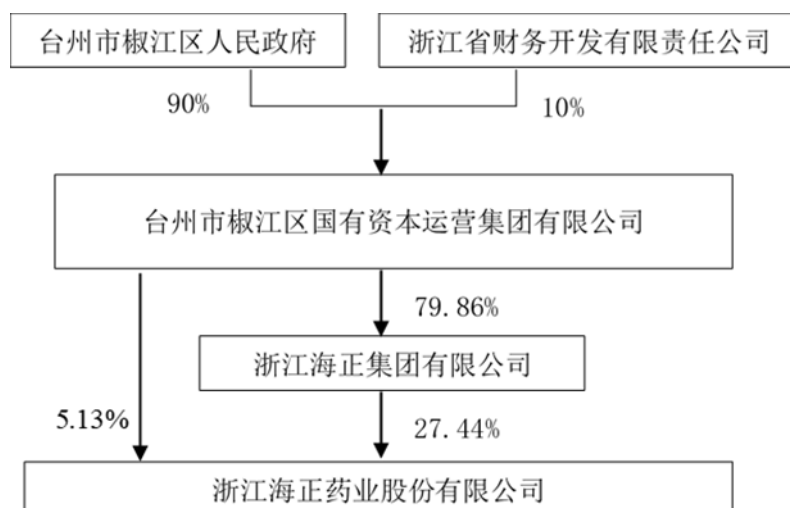 台州市椒江区人民政府
浙江省财务开发有限责任公司
90%
10%
台州市椒江区国有资本运营集团有限公司
79.86%
浙江海正集团有限公司
5.13%
27.44%
浙江海正药业股份有限公司